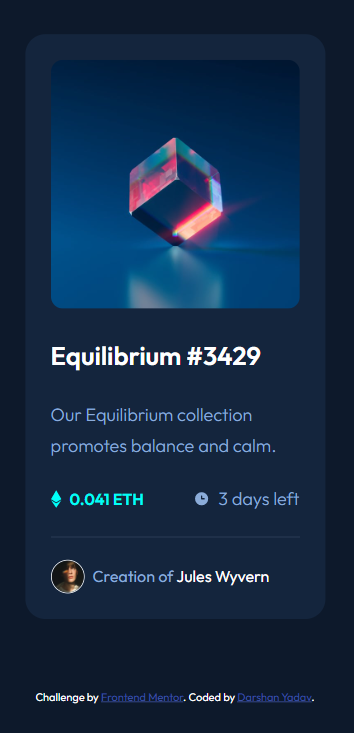 Equilibrium #3429
Our Equilibrium collection
promotes balance and calm.
0.041 ETH 3 days left
Creation of Jules Wyvern
Challenge by Frontend Mentor. Coded by Darshan Yadav.